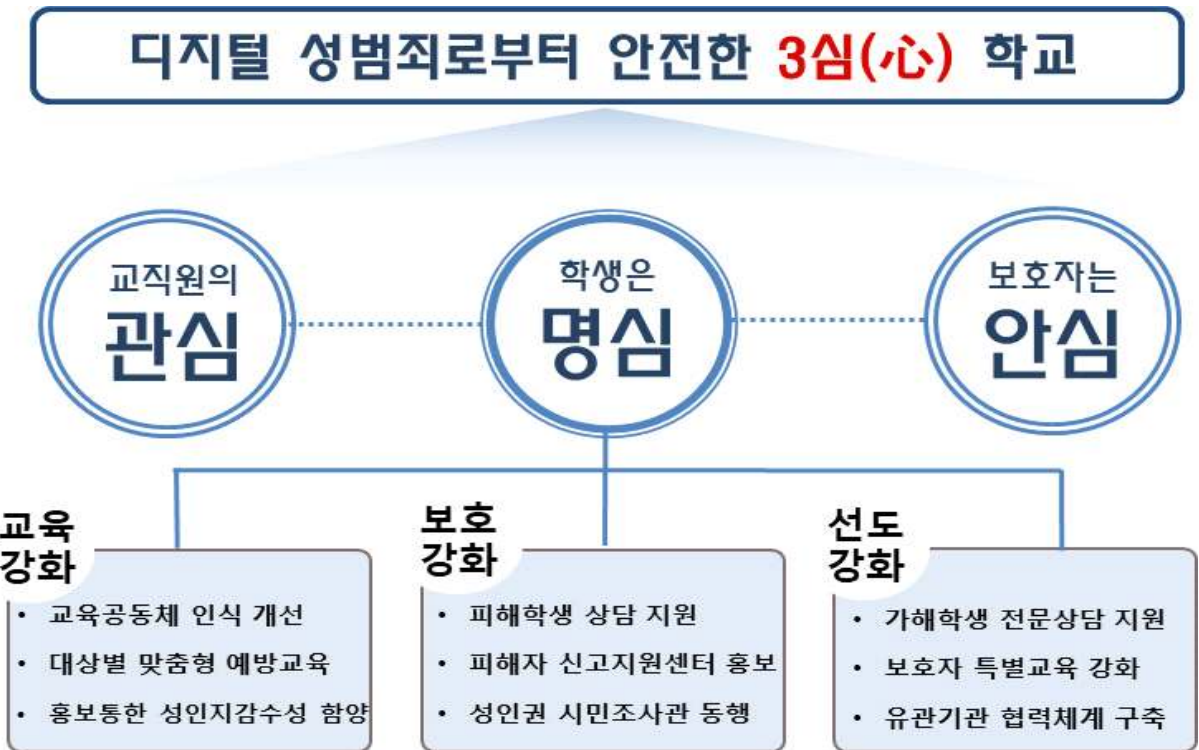 디지털 성범죄로부터 안전한 3심(心) 학교
교직원의
관심
학생은
명심
보호자는
안심
교육
강화
• 교육공동체 인식 개선
• 대상별 맞춤형 예방교육
• 홍보통한 성인지감수성 함양
보호
강화
• 피해학생 상담 지원
• 피해자 신고지원센터 홍보
• 성인권 시민조사관 동행
선도
강화
• 가해학생 전문상담 지원
• 보호자 특별교육 강화
• 유관기관 협력체계 구축